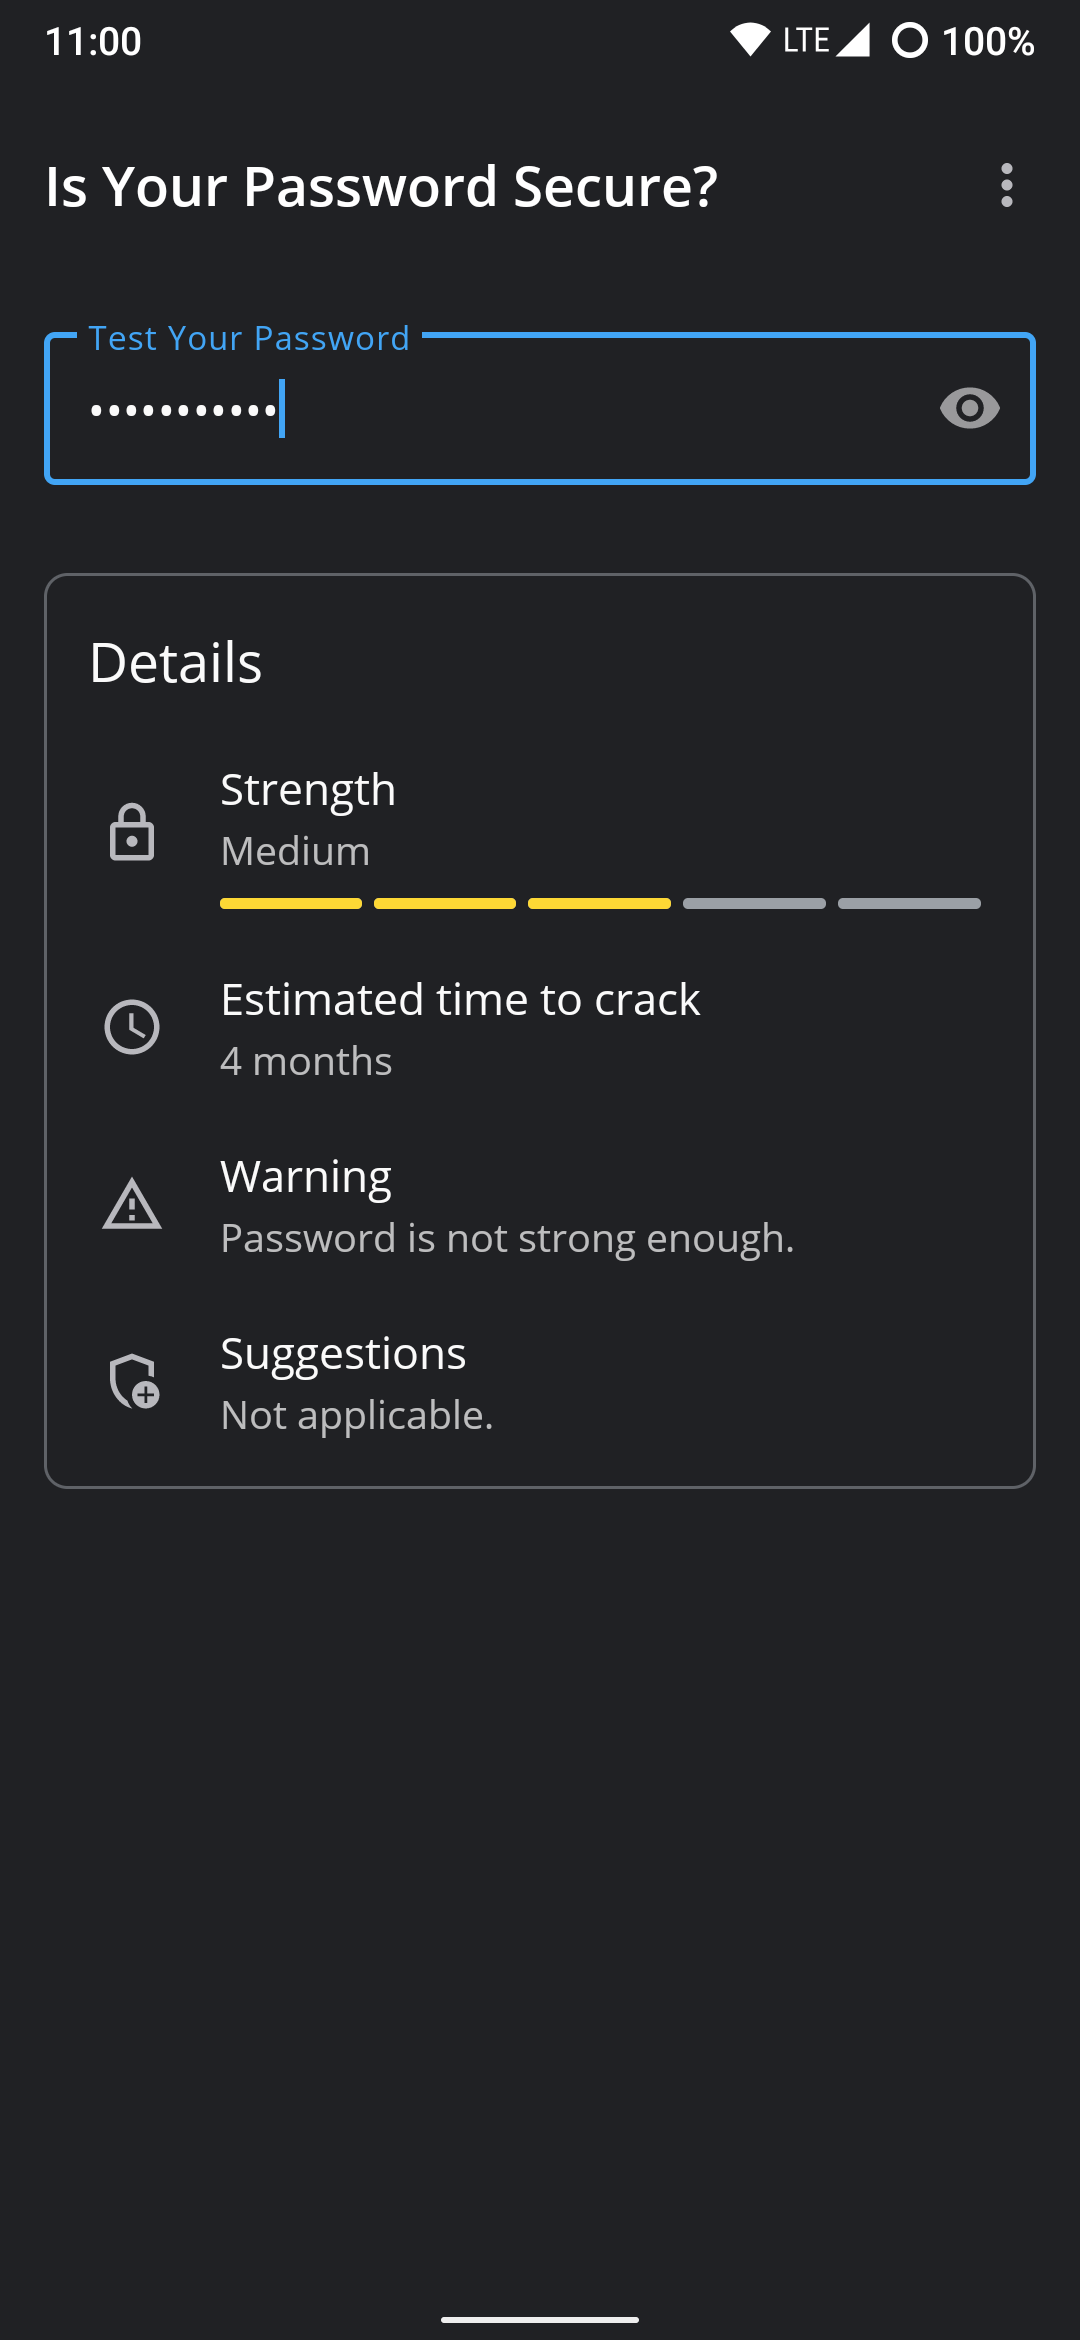 11:00 LTE 100%
Is Your Password Secure?
Test Your Password
•••••••••••
Details
Strength
Medium
Estimated time to crack
4 months
Warning
Password is not strong enough.
Suggestions
Not applicable.